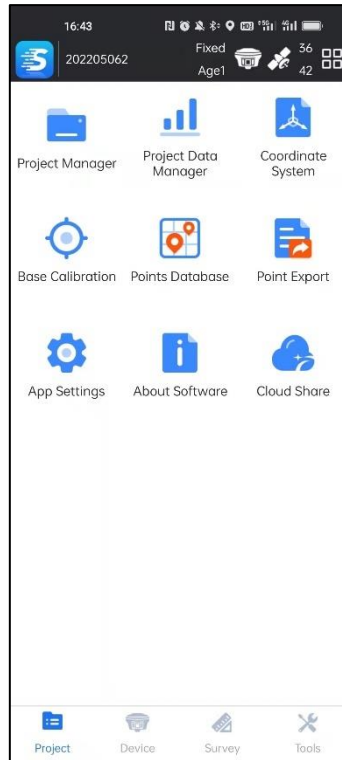 16:43
202205062
Fixed
Age1
36
42
Project Manager
Project Data
Manager
Coordinate
System
Base Calibration
Points Database
Point Export
App Settings
About Software
Cloud Share
Project
Device
Survey
Tools